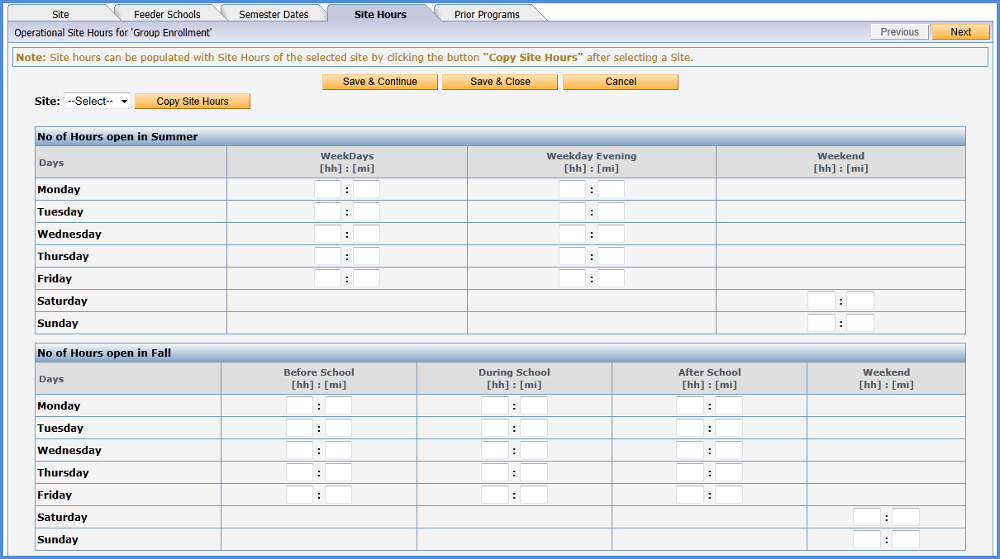 Site Feeder Schools Semester Dates Site Hours Prior Programs
Operational Site Hours for 'Group Enrollment' Previous Next
Note: Site hours can be populated with Site Hours of the selected site by clicking the button "Copy Site Hours" after selecting a Site.
Save & Continue Save & Close Cancel
Site: --Select-- Copy Site Hours
No of Hours open in Summer
Days WeekDays Weekday Evening Weekend
[hh] : [mi] [hh] : [mi] [hh] : [mi]
Monday : :
Tuesday : :
Wednesday : :
Thursday : :
Friday : :
Saturday :
Sunday :
No of Hours open in Fall
Days Before School During School After School Weekend
[hh] : [mi] [hh] : [mi] [hh] : [mi] [hh] : [mi]
Monday : : :
Tuesday : : :
Wednesday : : :
Thursday : : :
Friday : : :
Saturday :
Sunday :